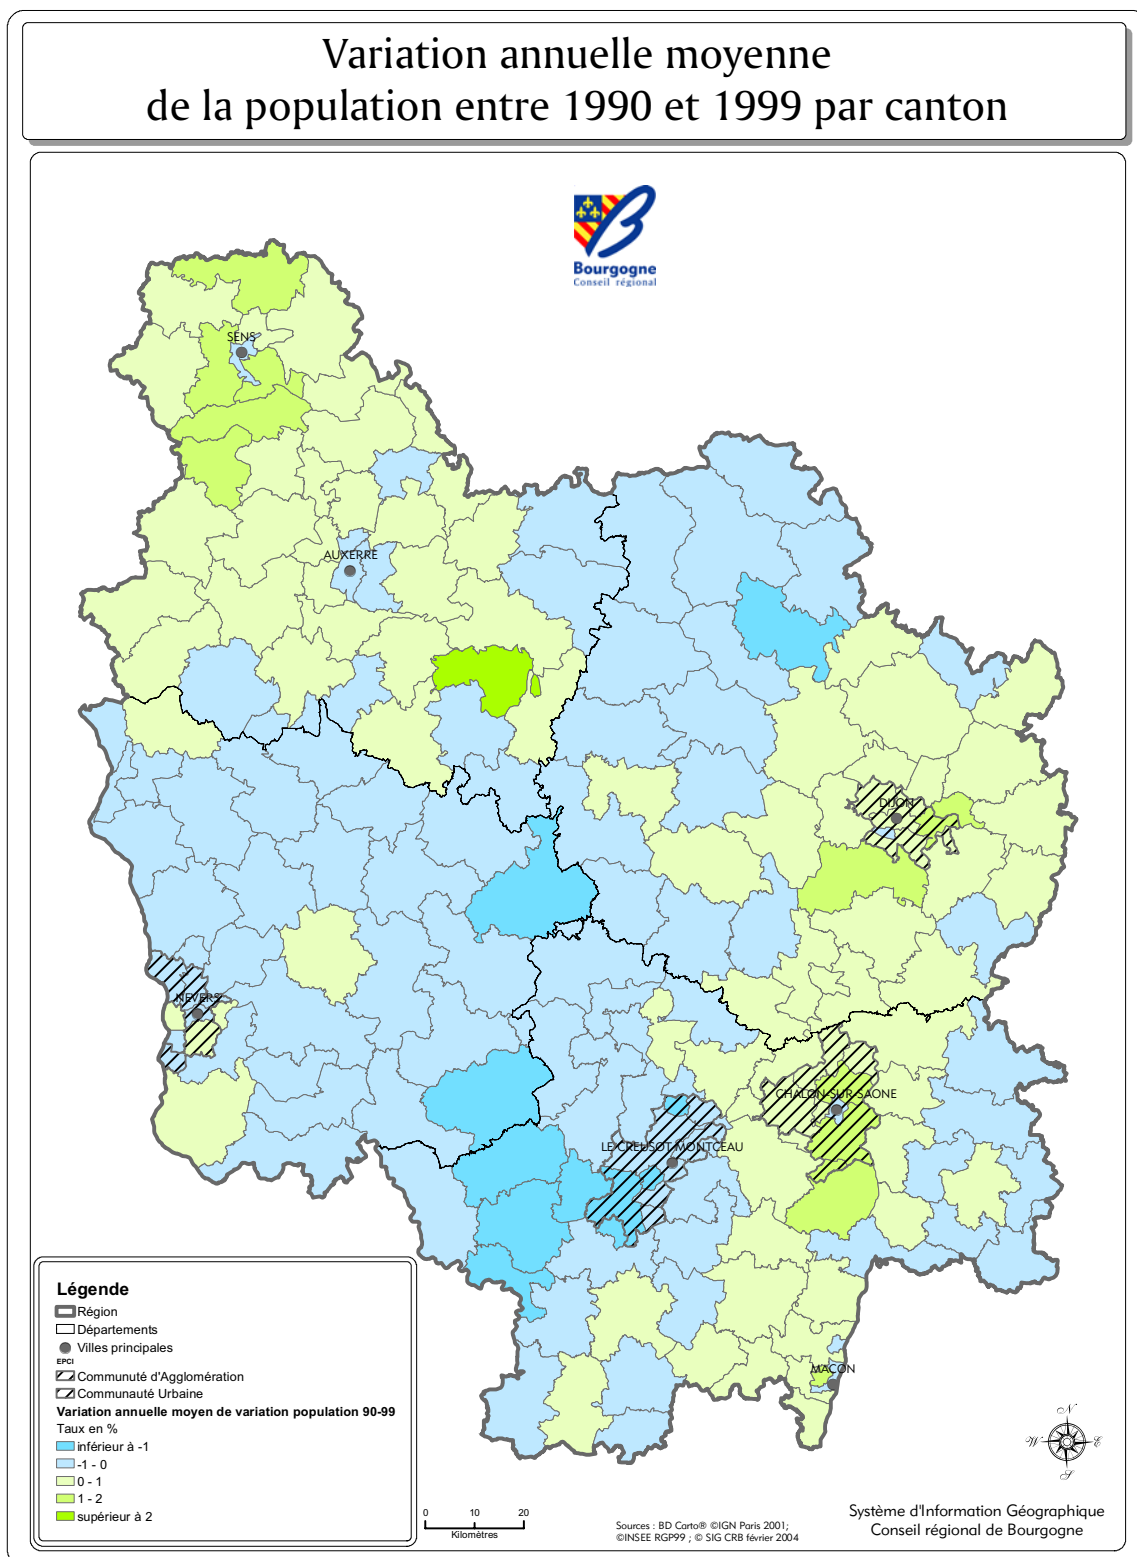 Variation annuelle moyenne
de la population entre 1990 et 1999 par canton
Bourgogne
Conseil régional
SENS
AUXERRE
DIJON
NEVERS
CHALON-SUR-SAONE
LE CREUSOT MONTCEAU
MACON
Légende
Région
Départements
Villes principales
EPCI
Communuté d'Agglomération
Communauté Urbaine
Variation annuelle moyen de variation population 90-99
Taux en %
inférieur à -1
-1 - 0
0 - 1
1 - 2
supérieur à 2
0 10 20
Kilomètres
Sources : BD Carto® ©IGN Paris 2001;
©INSEE RGP99 ; © SIG CRB février 2004
N
W E
S
Système d'Information Géographique
Conseil régional de Bourgogne